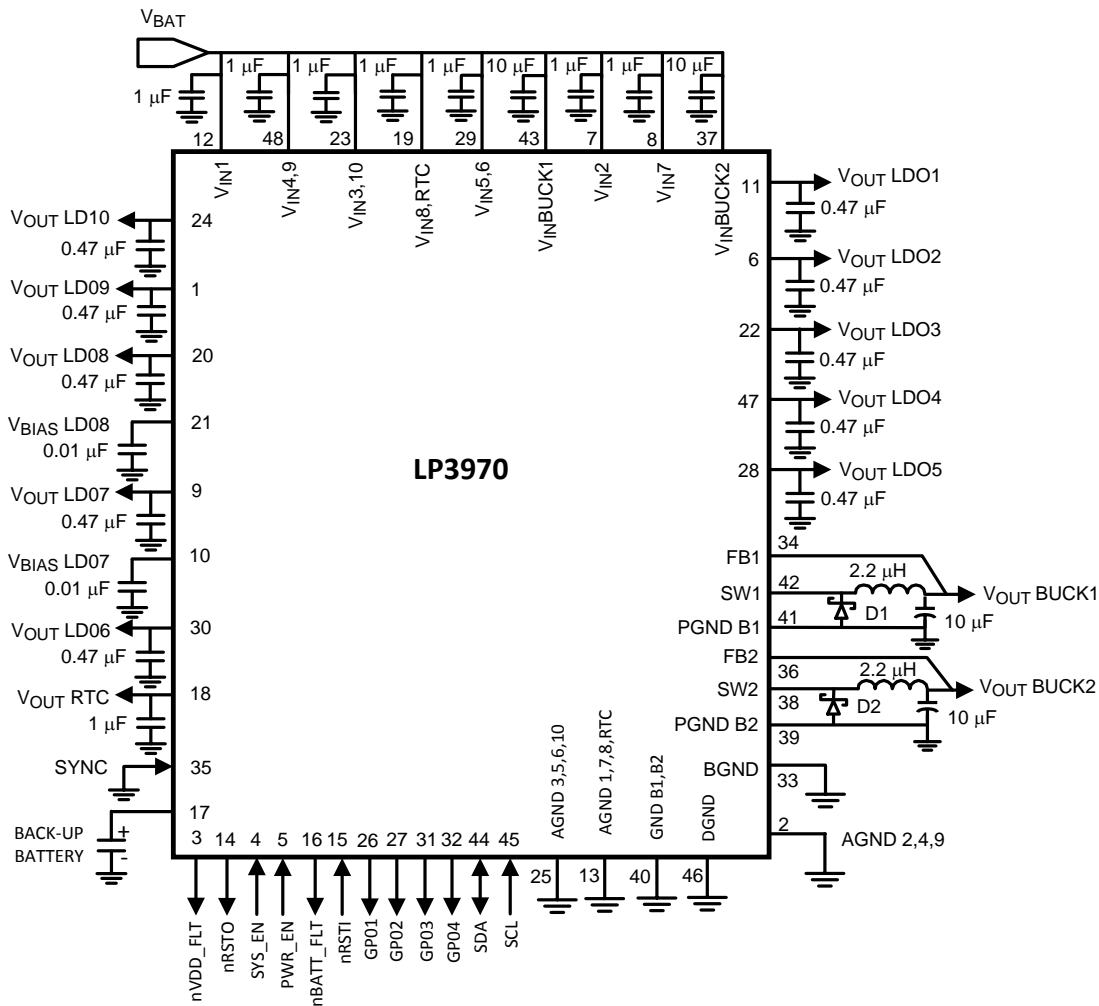 VBAT
1 μF 1 μF 1 μF 1 μF 10 μF 1 μF 1 μF 10 μF
1 μF
12 48 23 19 29 43 7 8 37
VIN1
VIN4,9
VIN3,10
VIN8,RTC
VIN5,6
VINBUCK1
VIN2
VIN7
VINBUCK2
VOUT LD10
24
0.47 μF
VOUT LD09
1
0.47 μF
VOUT LD08
20
0.47 μF
VBIAS LD08
21
0.01 μF
VOUT LD07
9
0.47 μF
VBIAS LD07
10
0.01 μF
VOUT LD06
30
0.47 μF
VOUT RTC
18
1 μF
SYNC
35
17
BACK-UP
BATTERY
+
-
LP3970
11
VOUT LDO1
0.47 μF
6
VOUT LDO2
0.47 μF
22
VOUT LDO3
0.47 μF
47
VOUT LDO4
0.47 μF
28
VOUT LDO5
0.47 μF
34
FB1
2.2 μH
SW1
42
VOUT BUCK1
D1
10 μF
PGND B1
41
FB2
36
2.2 μH
SW2
38
VOUT BUCK2
D2
10 μF
PGND B2
39
BGND
33
2
AGND 2,4,9
AGND 3,5,6,10
AGND 1,7,8,RTC
GND B1,B2
DGND
3 14 4 5 16 15 26 27 31 32 44 45
25 13 40 46
nVDD_FLT
nRSTO
SYS_EN
PWR_EN
nBATT_FLT
nRSTI
GP01
GP02
GP03
GP04
SDA
SCL